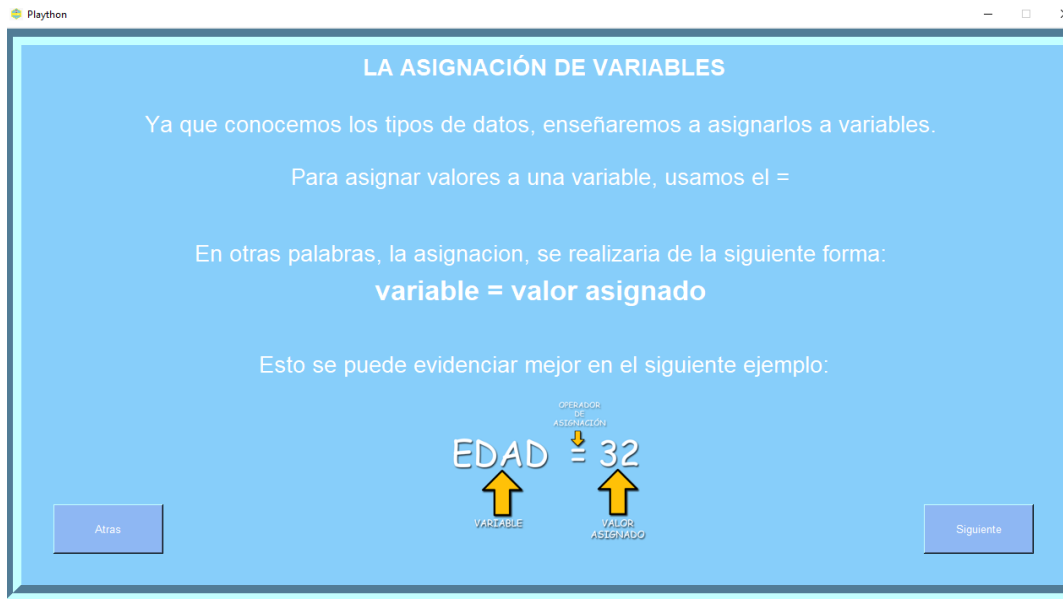 Plaython
LA ASIGNACIÓN DE VARIABLES
Ya que conocemos los tipos de datos, enseñaremos a asignarlos a variables.
Para asignar valores a una variable, usamos el =
En otras palabras, la asignacion, se realizaria de la siguiente forma:
variable = valor asignado
Esto se puede evidenciar mejor en el siguiente ejemplo:
OPERADOR
DE
ASIGNACIÓN
EDAD = 32
VARIABLE
VALOR
ASIGNADO
Atras
Siguiente